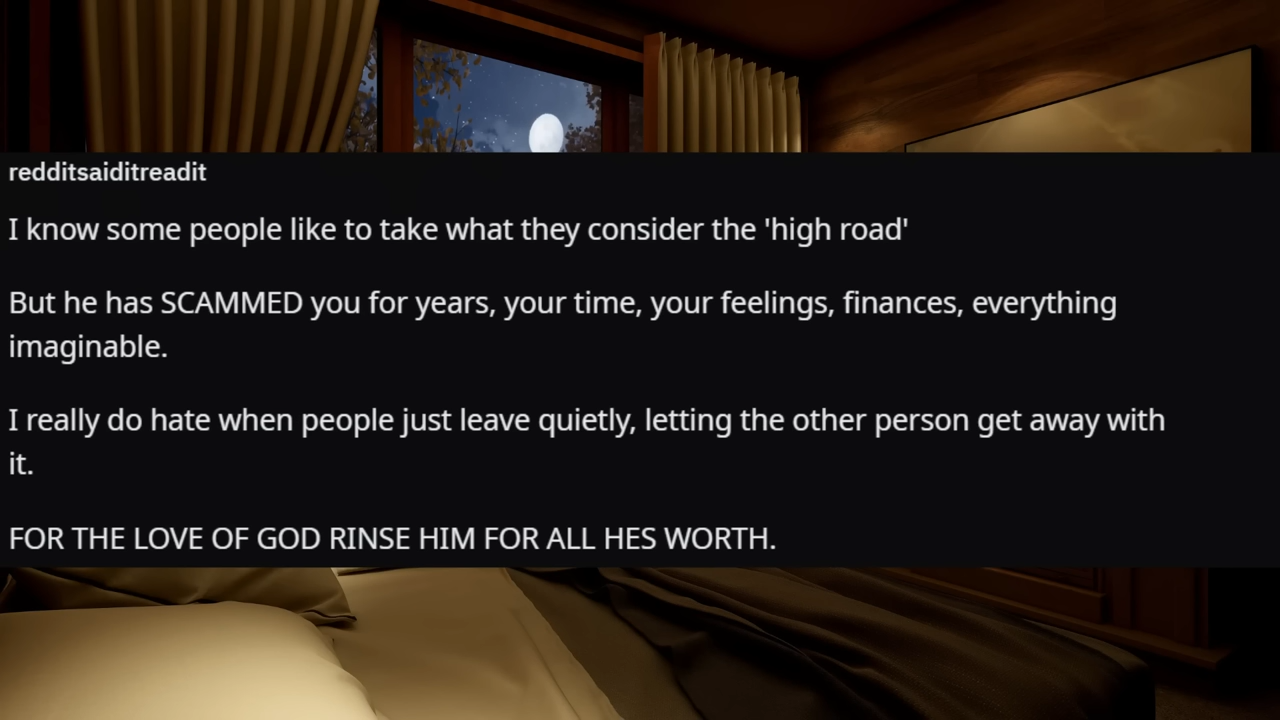 redditsaiditreadit
I know some people like to take what they consider the 'high road'
But he has SCAMMED you for years, your time, your feelings, finances, everything
imaginable.
I really do hate when people just leave quietly, letting the other person get away with
it.
FOR THE LOVE OF GOD RINSE HIM FOR ALL HES WORTH.